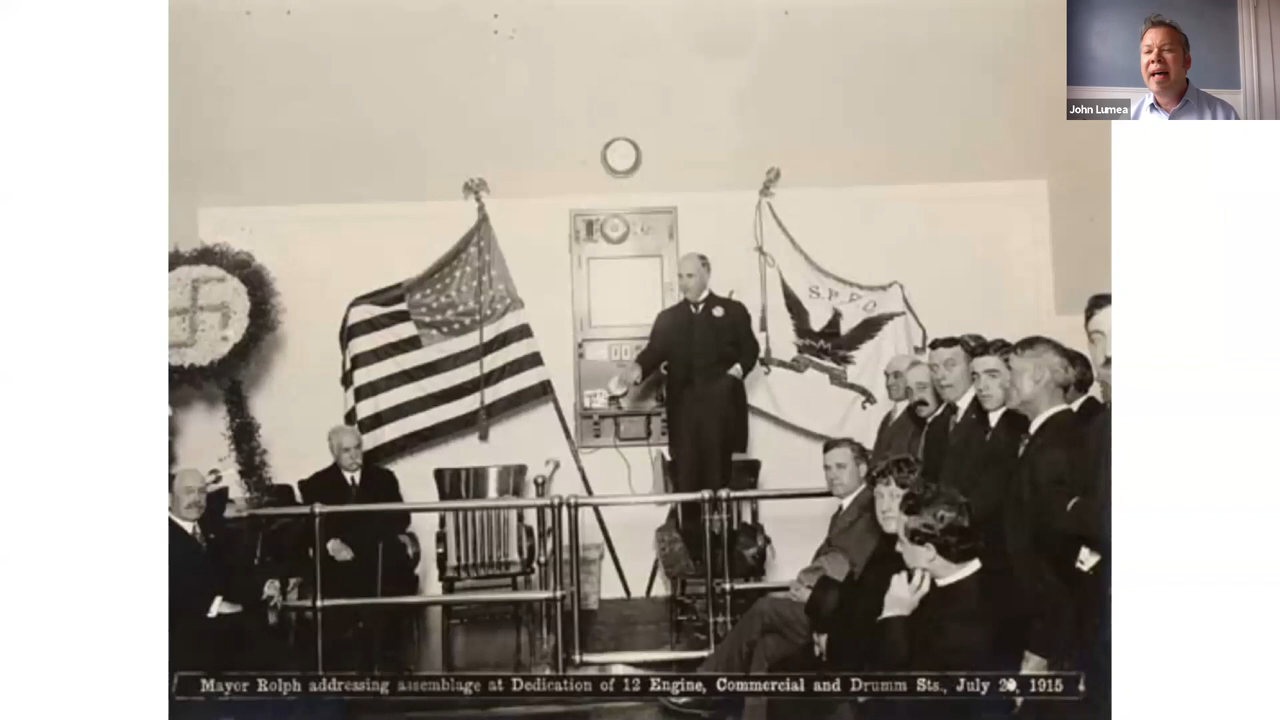 John Lumea
S.F.F.D
Mayor Rolph addressing assemblage at Dedication of 12 Engine, Commercial and Drumm Sts., July 1915